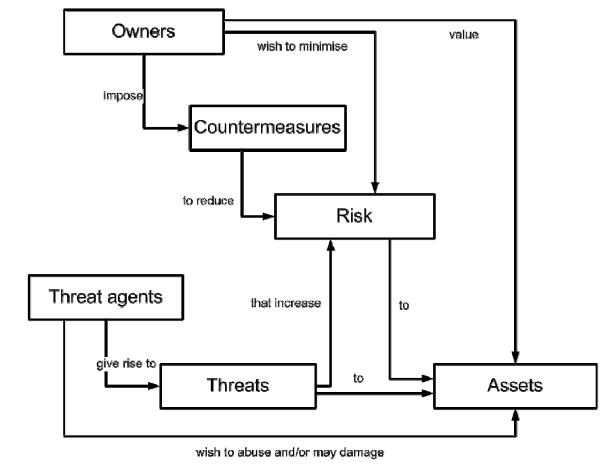 Owners
value
wish to minimise
impose
Countermeasures
to reduce
Risk
Threat agents
that increase
to
give rise to
to
Threats
Assets
wish to abuse and/or may damage